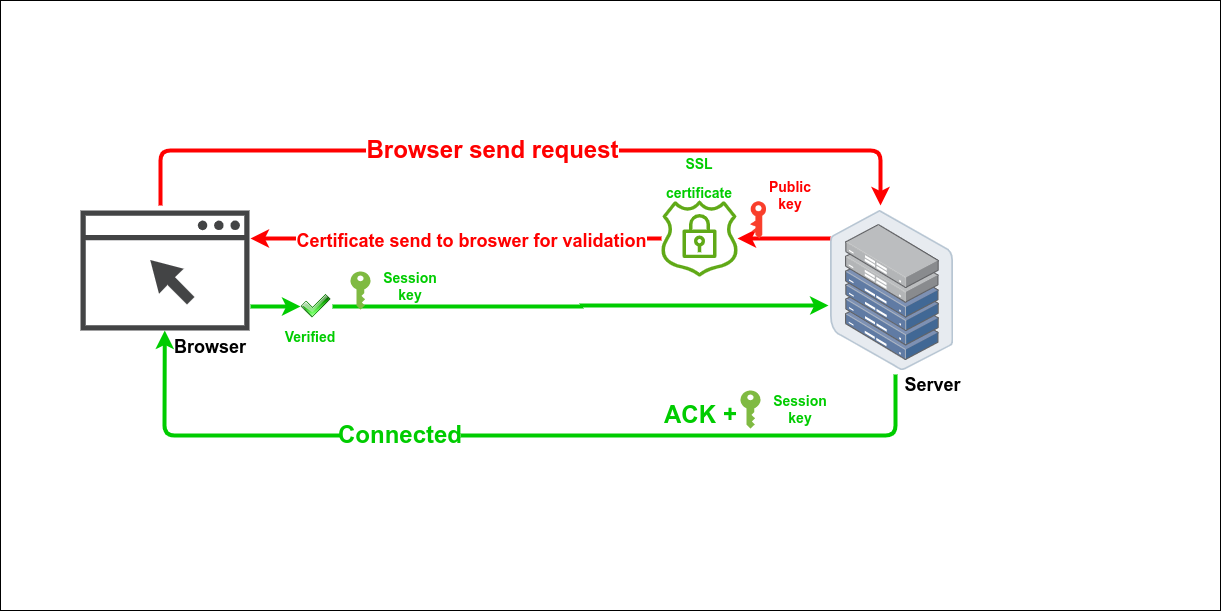 Browser send request
SSL
certificate
Public
key
Certificate send to broswer for validation
Session
key
Verified
Browser
Server
ACK +
Session
key
Connected